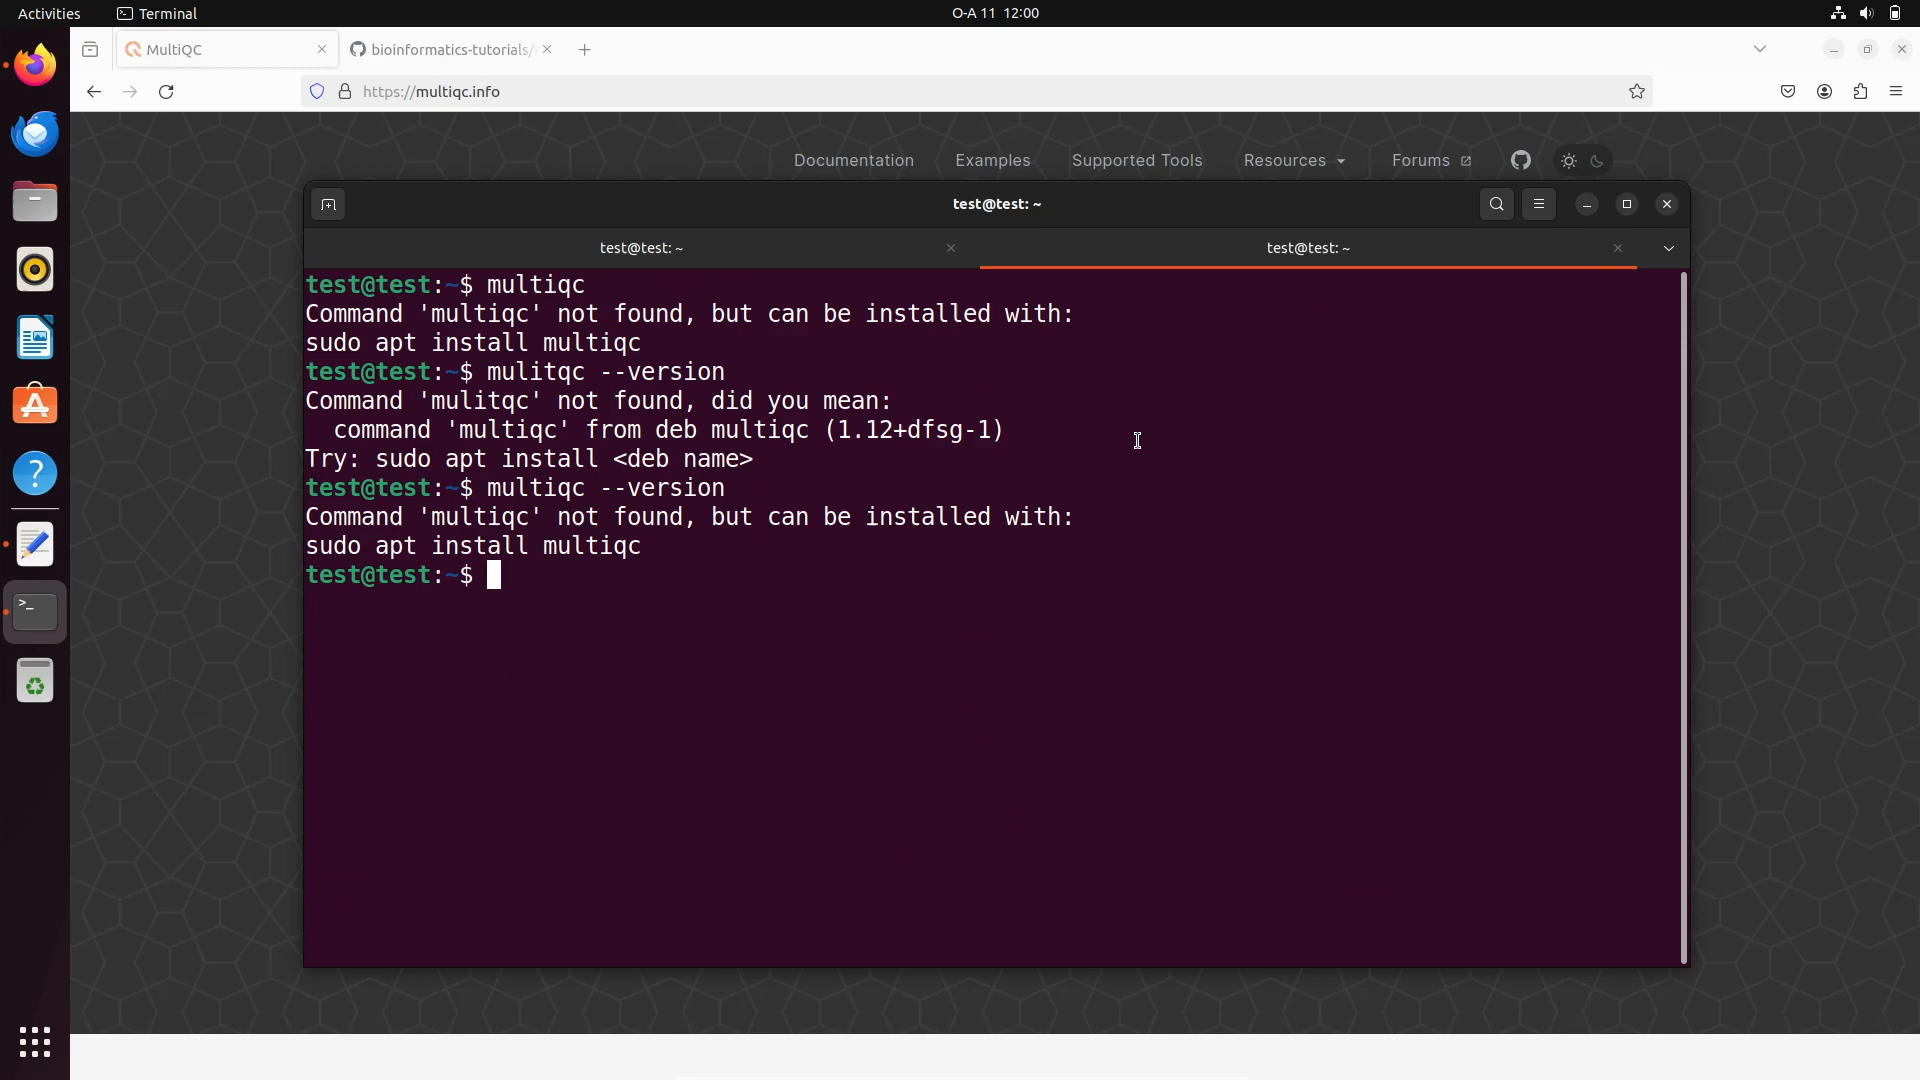 Activities Terminal O-A 11 12:00
MultiQC bioinformatics-tutorials/
https://multiqc.info
Documentation Examples Supported Tools Resources Forums
test@test: ~
test@test: ~ test@test: ~
test@test:~$ multiqc
Command 'multiqc' not found, but can be installed with:
sudo apt install multiqc
test@test:~$ mulitqc --version
Command 'mulitqc' not found, did you mean:
command 'multiqc' from deb multiqc (1.12+dfsg-1)
Try: sudo apt install <deb name>
test@test:~$ multiqc --version
Command 'multiqc' not found, but can be installed with:
sudo apt install multiqc
test@test:~$